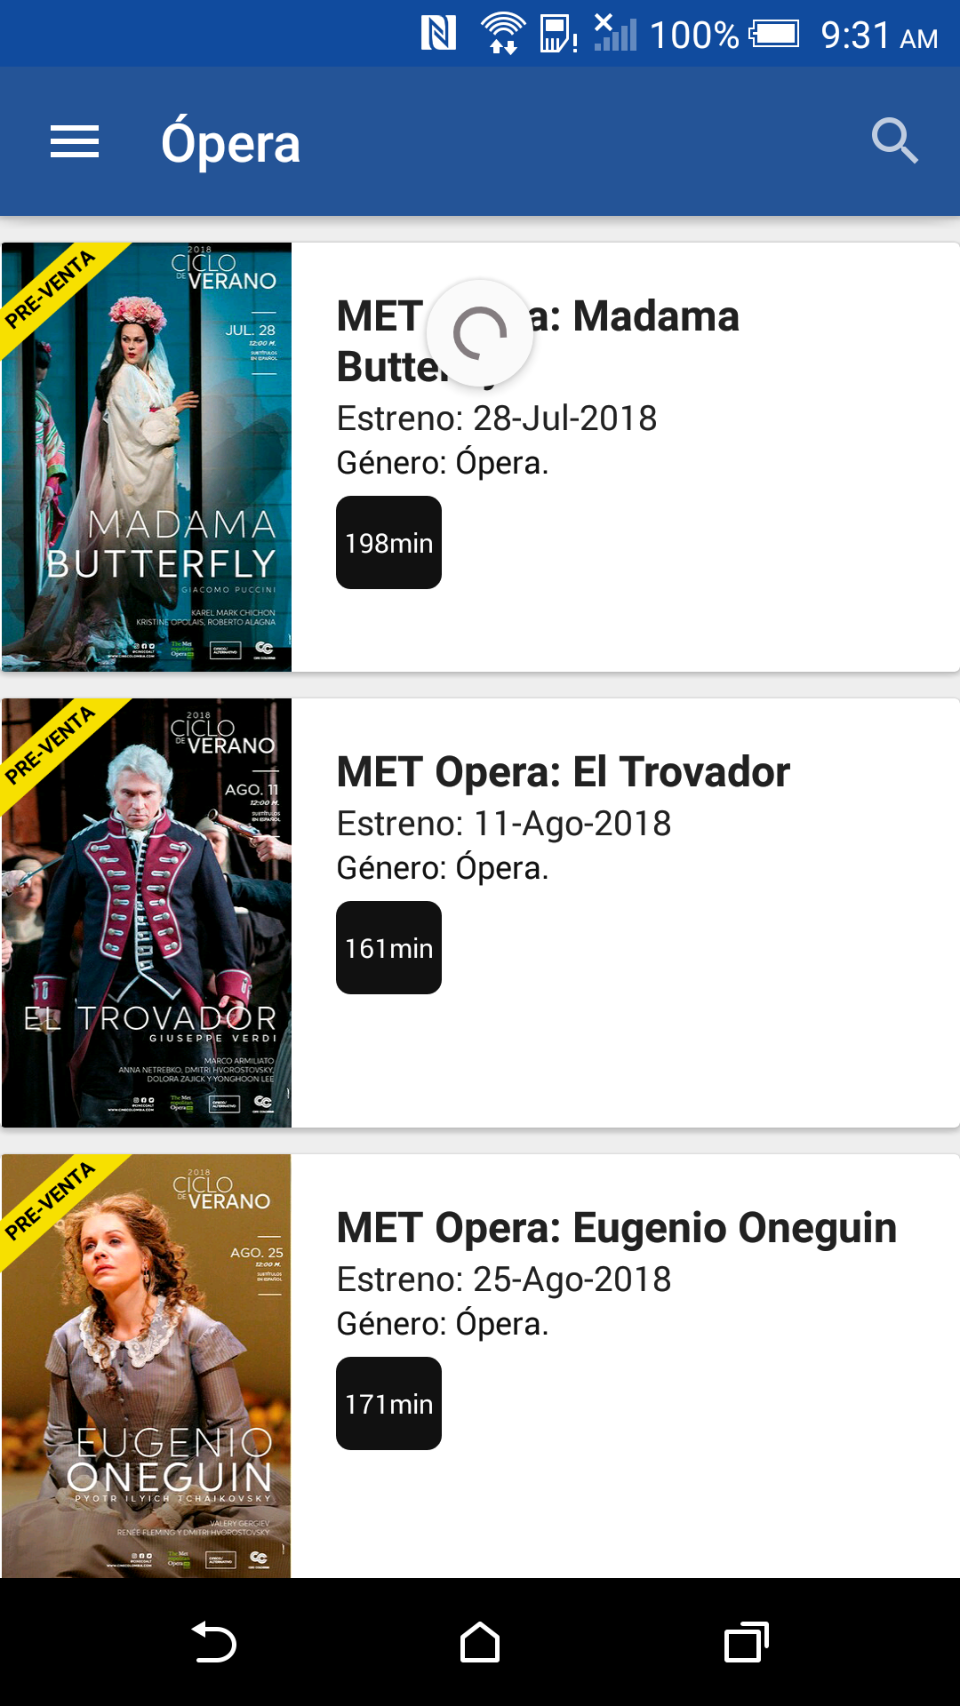 100% 9:31 AM
Ópera
PRE-VENTA
2018
CICLO
DE VERANO
JUL. 28
12:00 M.
SUBTÍTULOS
EN ESPAÑOL
MADAMA
BUTTERFLY
GIACOMO PUCCINI
KAREL MARK CHICHON
KRISTINE OPOLAIS, ROBERTO ALAGNA
MET a: Madama
Butte
Estreno: 28-Jul-2018
Género: Ópera.
198min
PRE-VENTA
2018
CICLO
DE VERANO
AGO. 11
12:00 M.
SUBTÍTULOS
EN ESPAÑOL
EL TROVADOR
GIUSEPPE VERDI
MARCO ARMILIATO
ANNA NETREBKO, DMITRI HVOROSTOVSKY,
DOLORA ZAJICK Y YONGHOON LEE
MET Opera: El Trovador
Estreno: 11-Ago-2018
Género: Ópera.
161min
PRE-VENTA
2018
CICLO
DE VERANO
AGO. 25
12:00 M.
SUBTÍTULOS
EN ESPAÑOL
EUGENIO
ONEGUIN
PYOTR ILYICH TCHAIKOVSKY
VALERY GERGIEV
RENÉE FLEMING Y DMITRI HVOROSTOVSKY
MET Opera: Eugenio Oneguin
Estreno: 25-Ago-2018
Género: Ópera.
171min